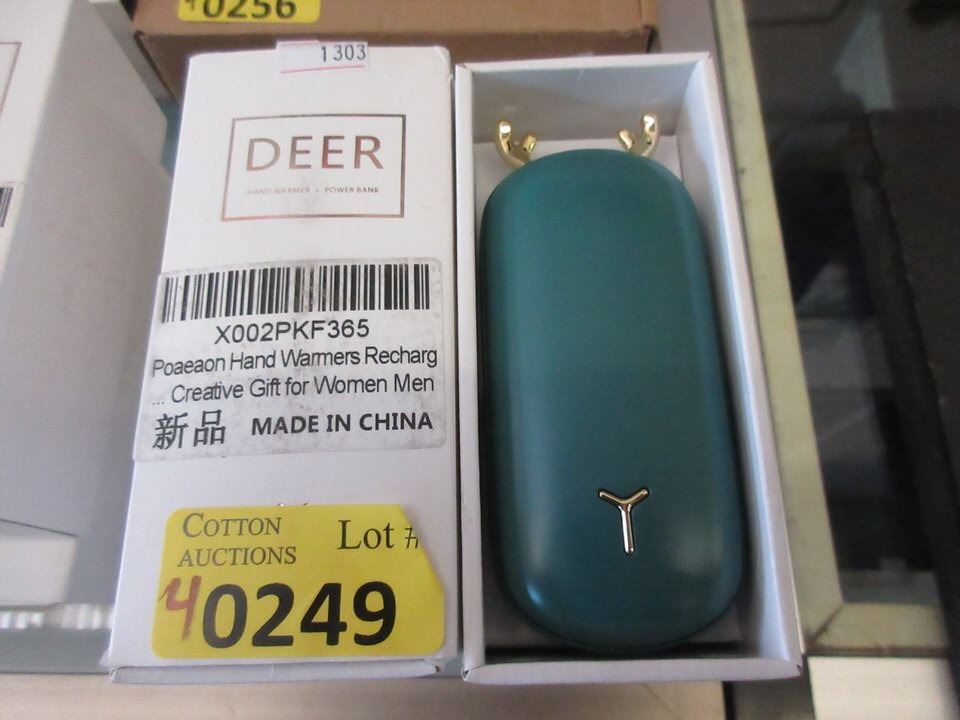 40256
1303
DEER
HAND WARMER • POWER BANK
X002PKF365
Poaeaon Hand Warmers Recharg
... Creative Gift for Women Men
新品 MADE IN CHINA
COTTON AUCTIONS
Lot #
40249